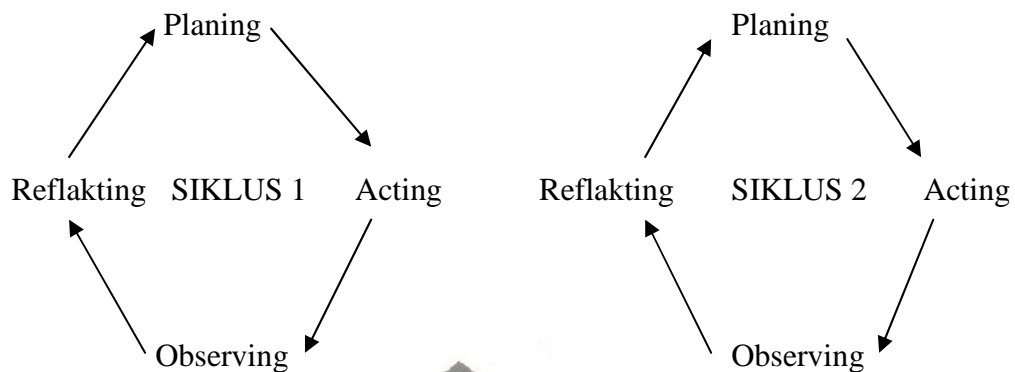 Planing Planing
Reflakting SIKLUS 1 Acting Reflakting SIKLUS 2 Acting
Observing Observing